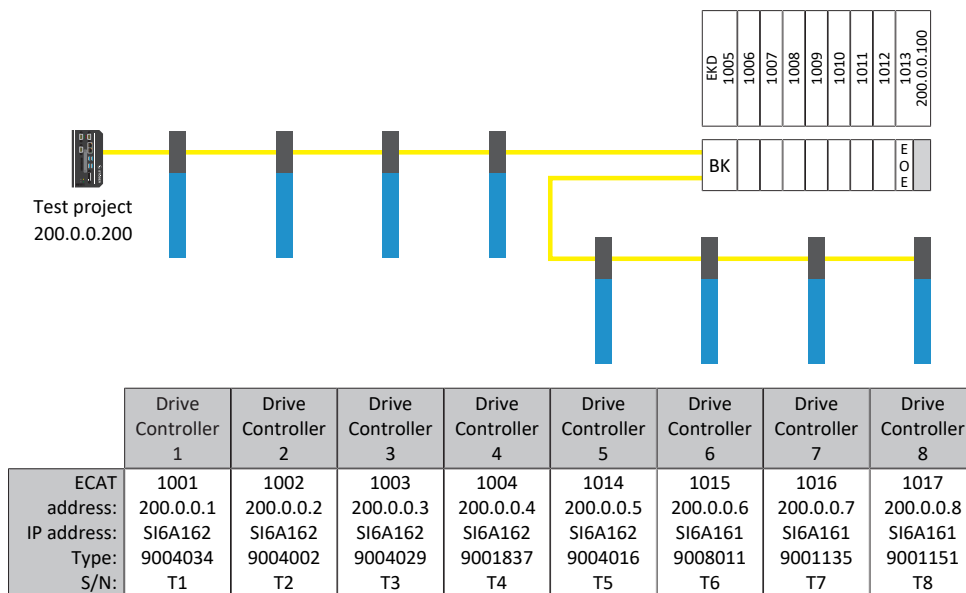 EKD
1005
1006
1007
1008
1009
1010
1011
1012
1013
200.0.0.100
BK
E
O
E
Test project
200.0.0.200
Drive Controller 1
Drive Controller 2
Drive Controller 3
Drive Controller 4
Drive Controller 5
Drive Controller 6
Drive Controller 7
Drive Controller 8
ECAT 1001 1002 1003 1004 1014 1015 1016 1017
address: 200.0.0.1 200.0.0.2 200.0.0.3 200.0.0.4 200.0.0.5 200.0.0.6 200.0.0.7 200.0.0.8
IP address: SI6A162 SI6A162 SI6A162 SI6A162 SI6A162 SI6A161 SI6A161 SI6A161
Type: 9004034 9004002 9004029 9001837 9004016 9008011 9001135 9001151
S/N: T1 T2 T3 T4 T5 T6 T7 T8